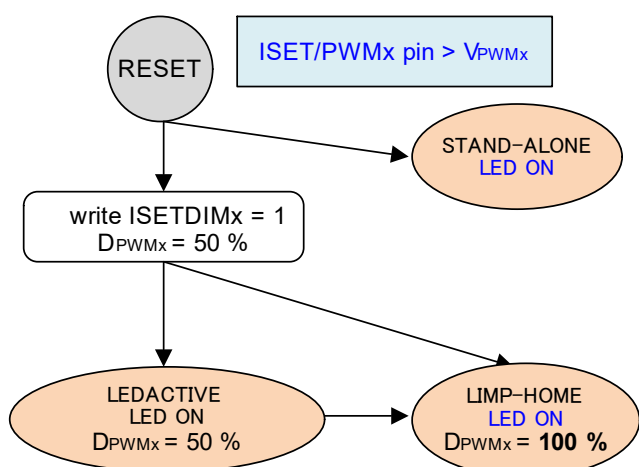 RESET
ISET/PWMx pin > VPWMx
STAND-ALONE
LED ON
write ISETDIMx = 1
DPWMx = 50 %
LEDACTIVE
LED ON
DPWMx = 50 %
LIMP-HOME
LED ON
DPWMx = 100 %